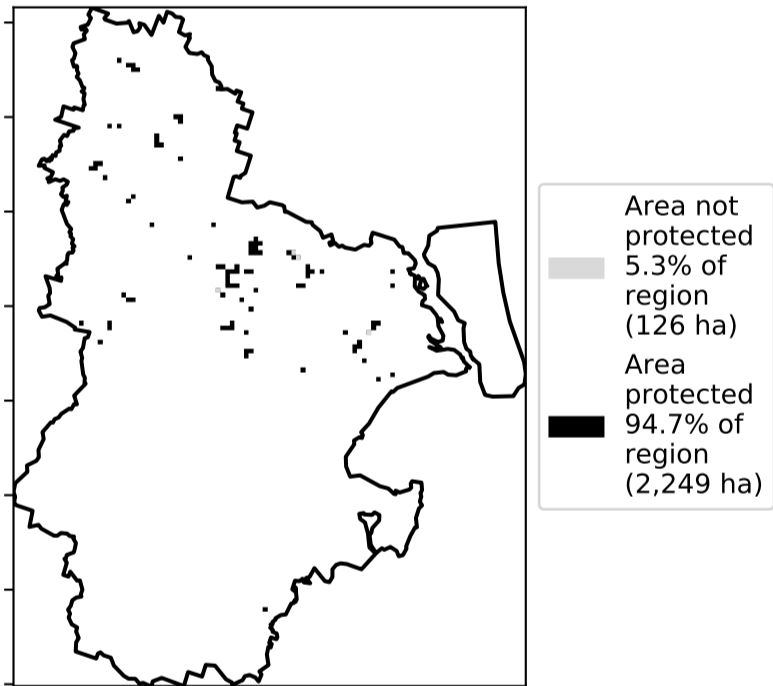 Area not
protected
5.3% of
region
(126 ha)
Area
protected
94.7% of
region
(2,249 ha)